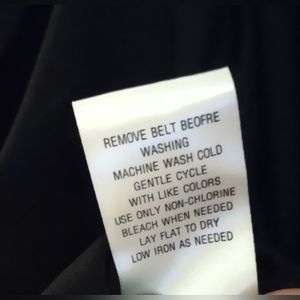 REMOVE BELT BEOFRE
WASHING
MACHINE WASH COLD
GENTLE CYCLE
WITH LIKE COLORS
USE ONLY NON-CHLORINE
BLEACH WHEN NEEDED
LAY FLAT TO DRY
LOW IRON AS NEEDED